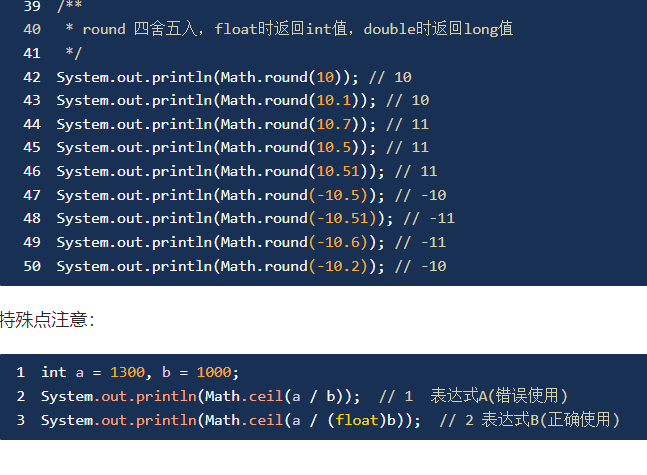 39 /**
40 * round 四舍五入，float时返回int值，double时返回long值
41 */
42 System.out.println(Math.round(10)); // 10
43 System.out.println(Math.round(10.1)); // 10
44 System.out.println(Math.round(10.7)); // 11
45 System.out.println(Math.round(10.5)); // 11
46 System.out.println(Math.round(10.51)); // 11
47 System.out.println(Math.round(-10.5)); // -10
48 System.out.println(Math.round(-10.51)); // -11
49 System.out.println(Math.round(-10.6)); // -11
50 System.out.println(Math.round(-10.2)); // -10
特殊点注意：
1 int a = 1300, b = 1000;
2 System.out.println(Math.ceil(a / b)); // 1 表达式A(错误使用)
3 System.out.println(Math.ceil(a / (float)b)); // 2 表达式B(正确使用)